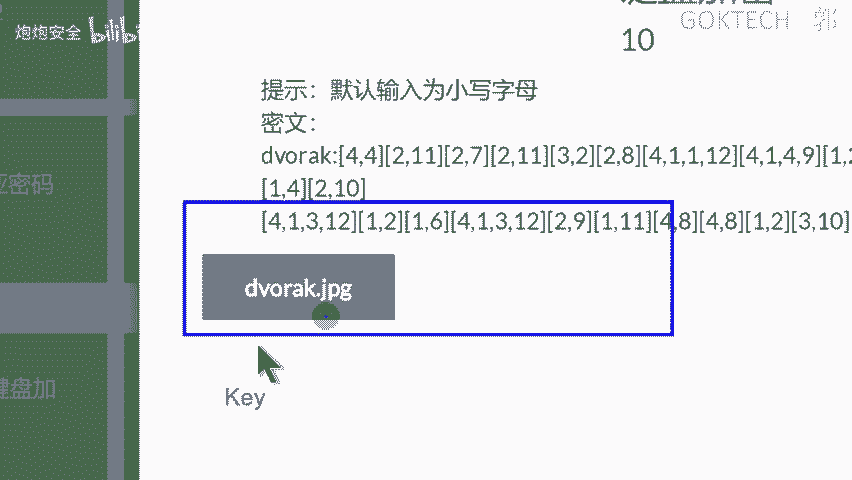 炮炮安全 bilibi
GOKTECH 郭
10
提示：默认输入为小写字母
密文：
dvorak:[4,4][2,11][2,7][2,11][3,2][2,8][4,1,1,12][4,1,4,9][1,2
[1,4][2,10]
[4,1,3,12][1,2][1,6][4,1,3,12][2,9][1,11][4,8][4,8][1,2][3,10]
密码
dvorak.jpg
键盘加
Key